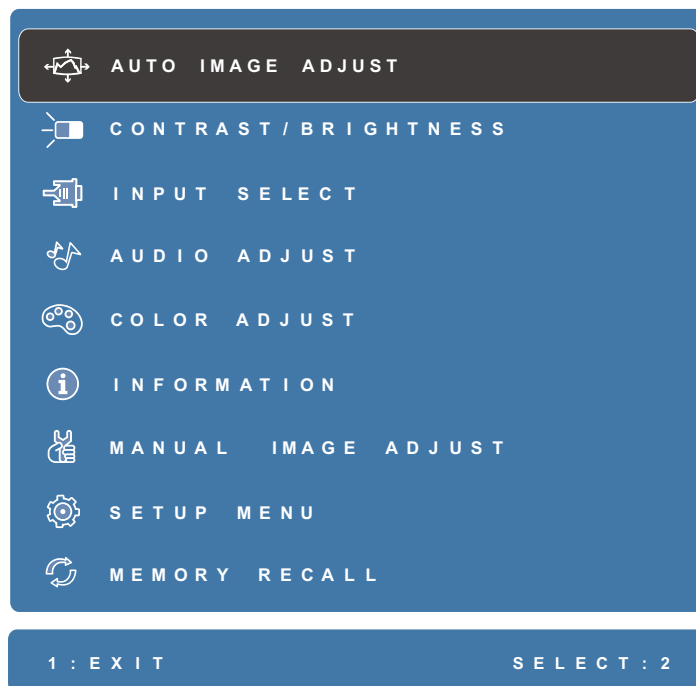 AUTO IMAGE ADJUST
CONTRAST/BRIGHTNESS
INPUT SELECT
AUDIO ADJUST
COLOR ADJUST
INFORMATION
MANUAL IMAGE ADJUST
SETUP MENU
MEMORY RECALL
1:EXIT SELECT:2